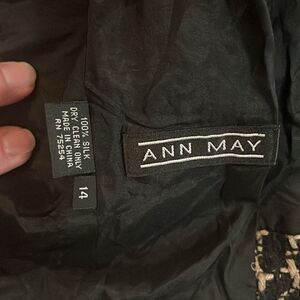 100% SILK
DRY CLEAN ONLY
MADE IN CHINA
RN 75254
14
ANN MAY